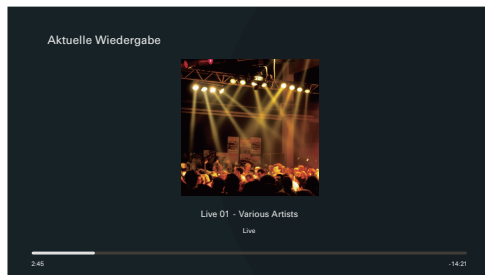 Aktuelle Wiedergabe
Live 01 - Various Artists
Live
2:45
-14:21